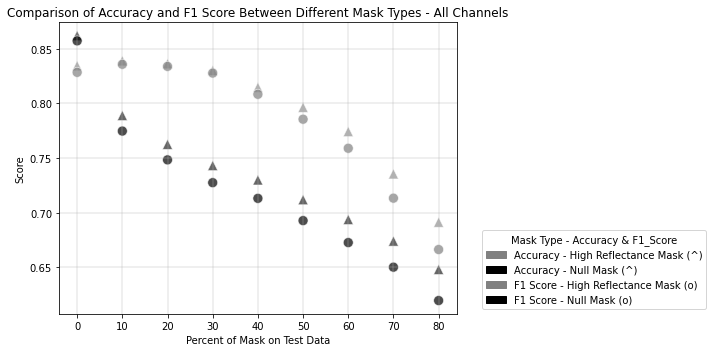 Comparison of Accuracy and F1 Score Between Different Mask Types - All Channels
0.85
0.80
0.75
0.70
0.65
Score
0 10 20 30 40 50 60 70 80
Percent of Mask on Test Data
Mask Type - Accuracy & F1_Score
Accuracy - High Reflectance Mask (^)
Accuracy - Null Mask (^)
F1 Score - High Reflectance Mask (o)
F1 Score - Null Mask (o)